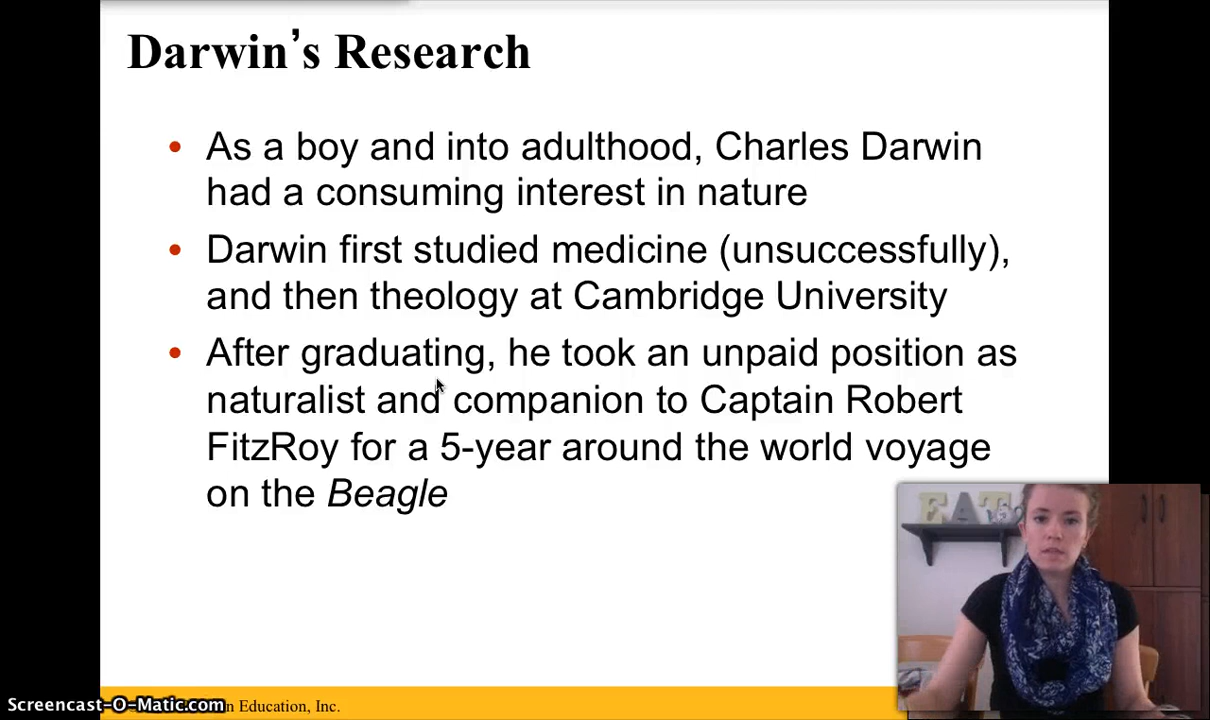 Darwin’s Research
• As a boy and into adulthood, Charles Darwin
had a consuming interest in nature
• Darwin first studied medicine (unsuccessfully),
and then theology at Cambridge University
• After graduating, he took an unpaid position as
naturalist and companion to Captain Robert
FitzRoy for a 5-year around the world voyage
on the Beagle
EAT
Screencast-O-Matic.com
n Education, Inc.